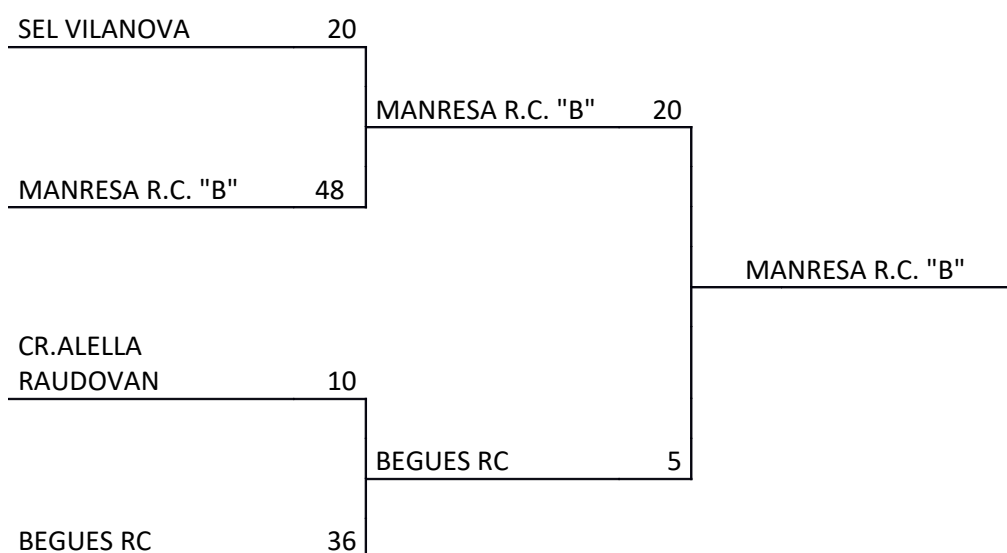 SEL VILANOVA 20
MANRESA R.C. "B" 20
MANRESA R.C. "B" 48
MANRESA R.C. "B"
CR.ALELLA
RAUDOVAN 10
BEGUES RC 5
BEGUES RC 36